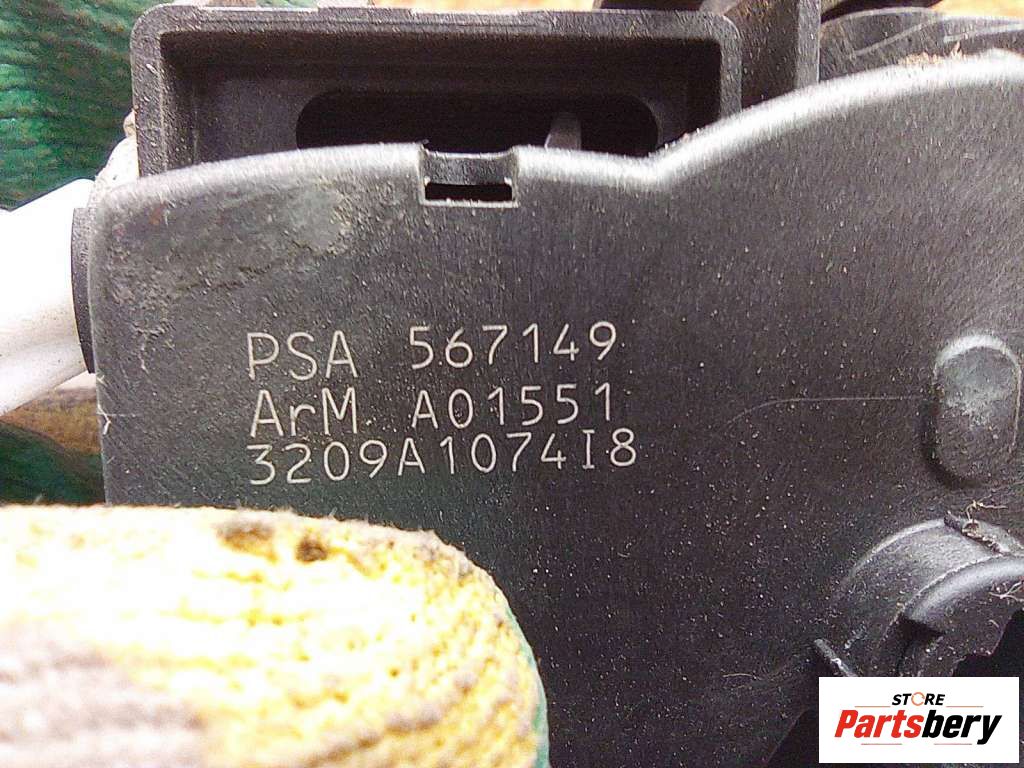 PSA 567149
ArM A01551
3209A1074I8
STORE
Partsbery